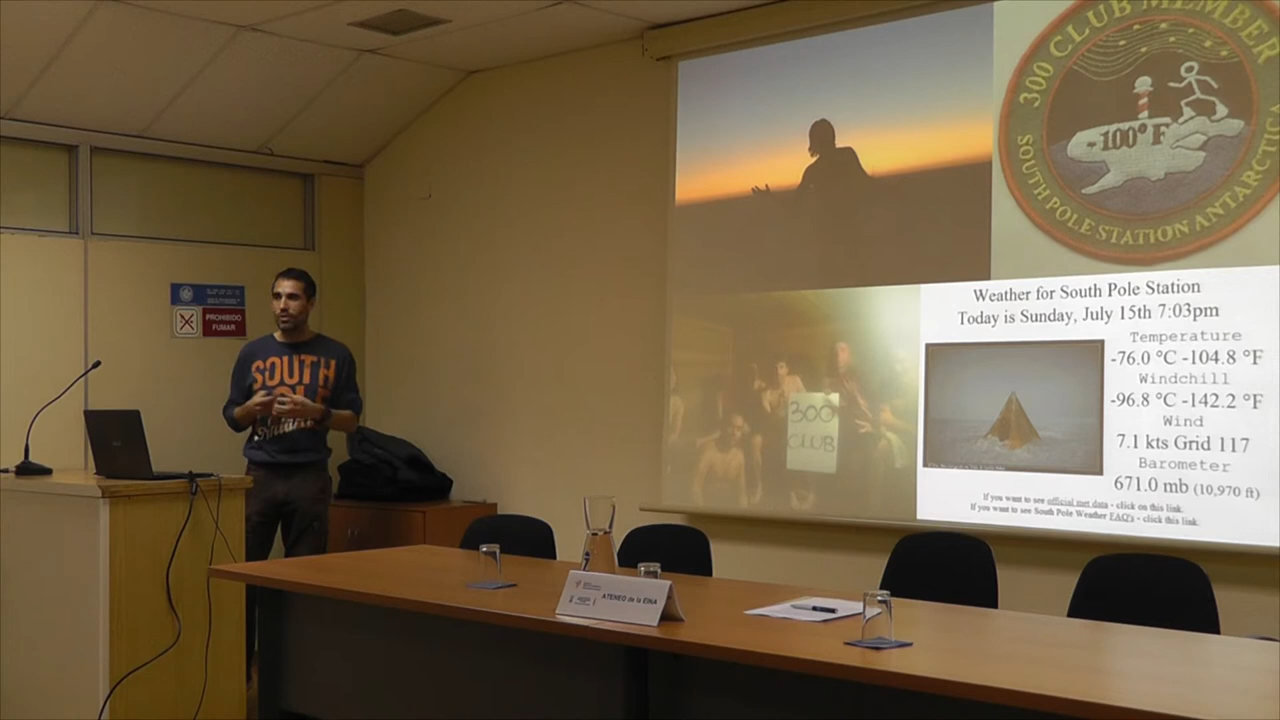 300 CLUB MEMBER
-100° F
SOUTH POLE STATION ANTARCTICA
PROHIBIDO
FUMAR
SOUTH
POLE
300
CLUB
Weather for South Pole Station
Today is Sunday, July 15th 7:03pm
Temperature
-76.0 °C -104.8 °F
Windchill
-96.8 °C -142.2 °F
Wind
7.1 kts Grid 117
Barometer
671.0 mb (10,970 ft)
If you want to see official met data - click on this link.
If you want to see South Pole Weather FAQ's - click this link.
ATENEO de la EINA